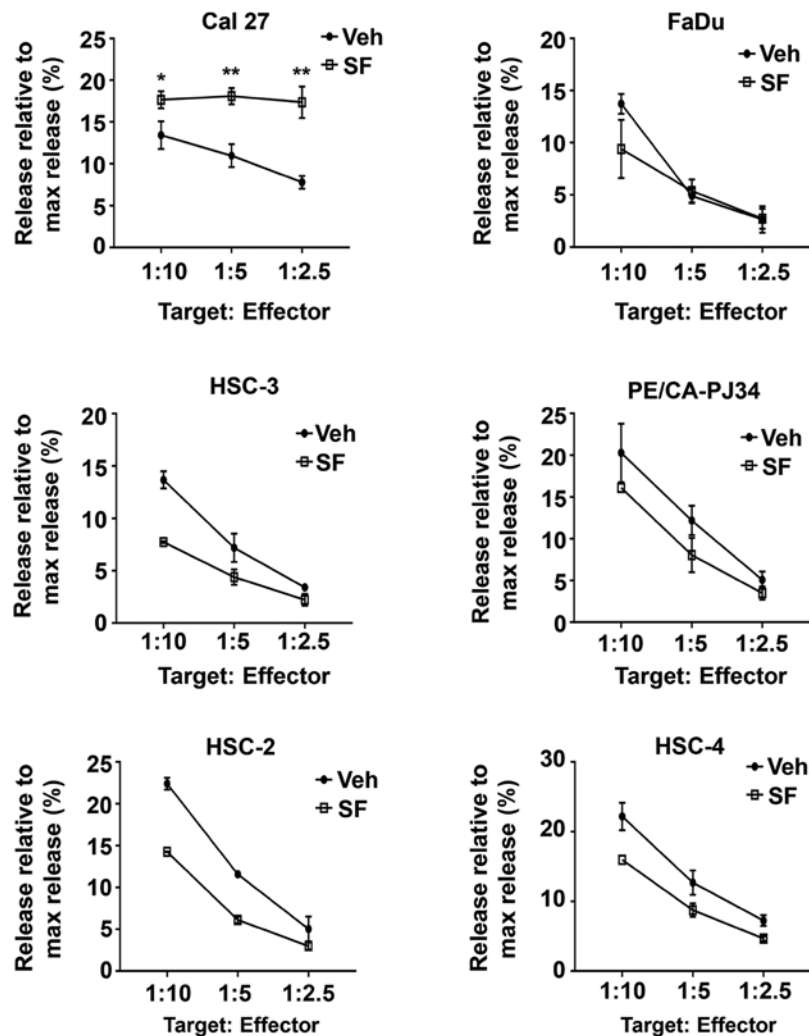 Cal 27
Release relative to
max release (%)
25
20
15
10
5
0
*
**
**
Veh
SF
1:10 1:5 1:2.5
Target: Effector
FaDu
Release relative to
max release (%)
20
15
10
5
0
Veh
SF
1:10 1:5 1:2.5
Target: Effector
HSC-3
Release relative to
max release (%)
20
15
10
5
0
Veh
SF
1:10 1:5 1:2.5
Target: Effector
PE/CA-PJ34
Release relative to
max release (%)
25
20
15
10
5
0
Veh
SF
1:10 1:5 1:2.5
Target: Effector
HSC-2
Release relative to
max release (%)
25
20
15
10
5
0
Veh
SF
1:10 1:5 1:2.5
Target: Effector
HSC-4
Release relative to
max release (%)
30
20
10
0
Veh
SF
1:10 1:5 1:2.5
Target: Effector